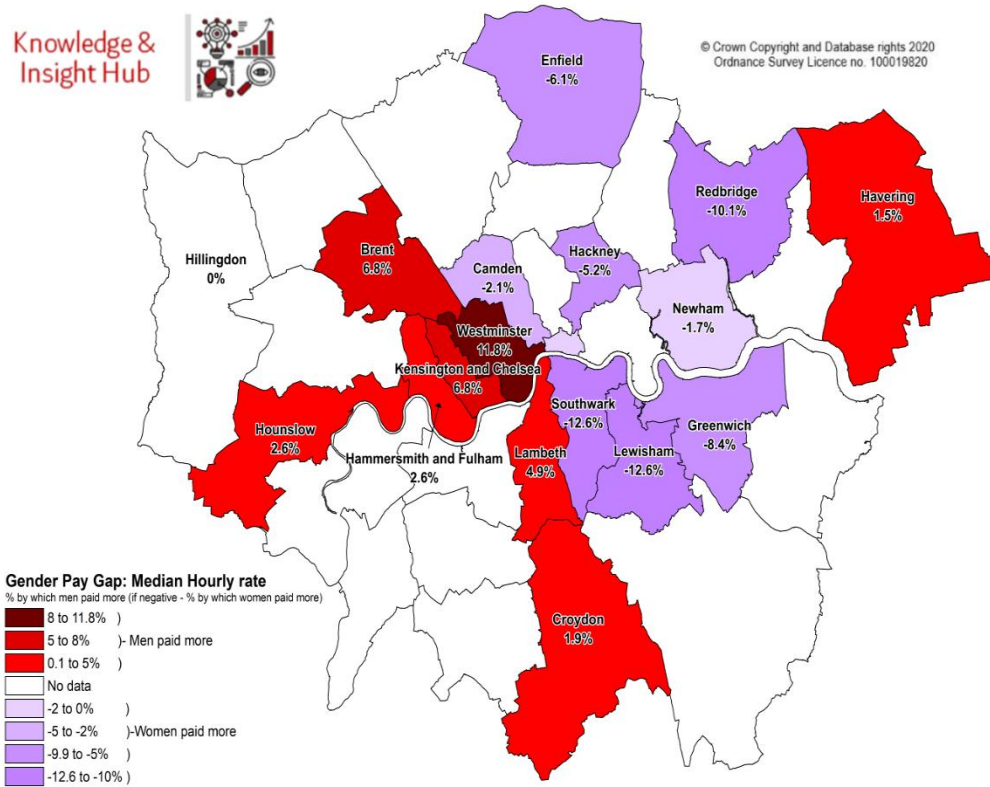 Knowledge &
Insight Hub
© Crown Copyright and Database rights 2020
Ordnance Survey Licence no. 100019820
Enfield
-6.1%
Redbridge
-10.1%
Havering
1.5%
Hillingdon
0%
Brent
6.8%
Camden
-2.1%
Hackney
-5.2%
Newham
-1.7%
Westminster
11.8%
Kensington and Chelsea
6.8%
Hounslow
2.6%
Hammersmith and Fulham
2.6%
Lambeth
4.9%
Southwark
-12.6%
Lewisham
-12.6%
Greenwich
-8.4%
Croydon
1.9%
Gender Pay Gap: Median Hourly rate
% by which men paid more (if negative - % by which women paid more)
8 to 11.8% )
5 to 8% )- Men paid more
0.1 to 5% )
No data
-2 to 0% )
-5 to -2% )-Women paid more
-9.9 to -5% )
-12.6 to -10% )